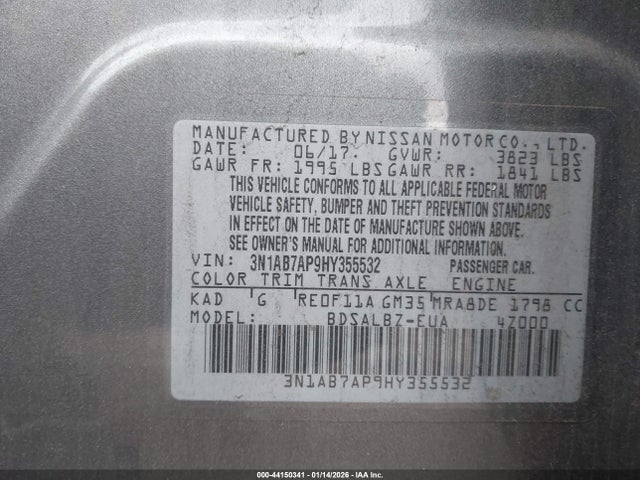 MANUFACTURED BY NISSAN MOTOR CO., LTD.
DATE: 06/17. GVWR: 3823 LBS
GAWR FR: 1995 LBS GAWR RR: 1841 LBS
THIS VEHICLE CONFORMS TO ALL APPLICABLE FEDERAL MOTOR
VEHICLE SAFETY, BUMPER AND THEFT PREVENTION STANDARDS
IN EFFECT ON THE DATE OF MANUFACTURE SHOWN ABOVE.
SEE OWNER'S MANUAL FOR ADDITIONAL INFORMATION.
VIN: 3N1AB7AP9HY355532 PASSENGER CAR.
COLOR TRIM TRANS AXLE ENGINE
KAD G RE0F11A GM35 MRA8DE 1798 CC
MODEL: BDSALBZ-EUA 4Z000
3N1AB7AP9HY355532
000-44150341 - 01/14/2026 - IAA Inc.